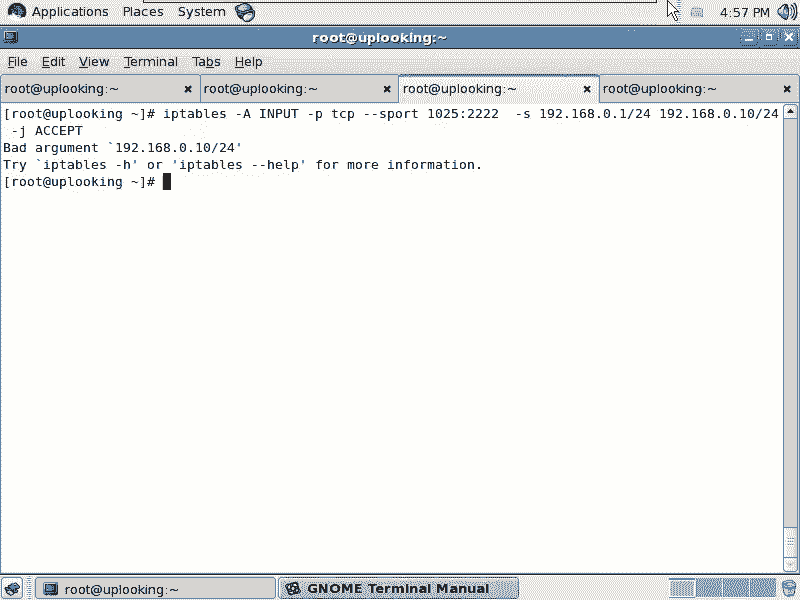 Applications Places System 4:57 PM
root@uplooking:~
File Edit View Terminal Tabs Help
root@uplooking:~ root@uplooking:~ root@uplooking:~ root@uplooking:~
[root@uplooking ~]# iptables -A INPUT -p tcp --sport 1025:2222  -s 192.168.0.1/24 192.168.0.10/24
 -j ACCEPT
Bad argument `192.168.0.10/24'
Try `iptables -h' or 'iptables --help' for more information.
[root@uplooking ~]#
root@uplooking:~ GNOME Terminal Manual